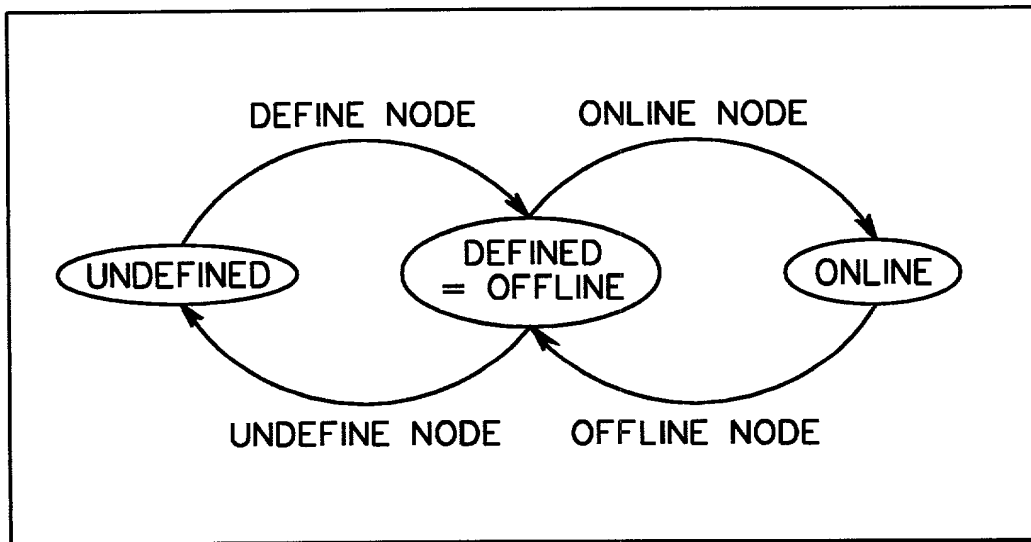 DEFINE NODE
ONLINE NODE
UNDEFINED
DEFINED
= OFFLINE
ONLINE
UNDEFINE NODE
OFFLINE NODE